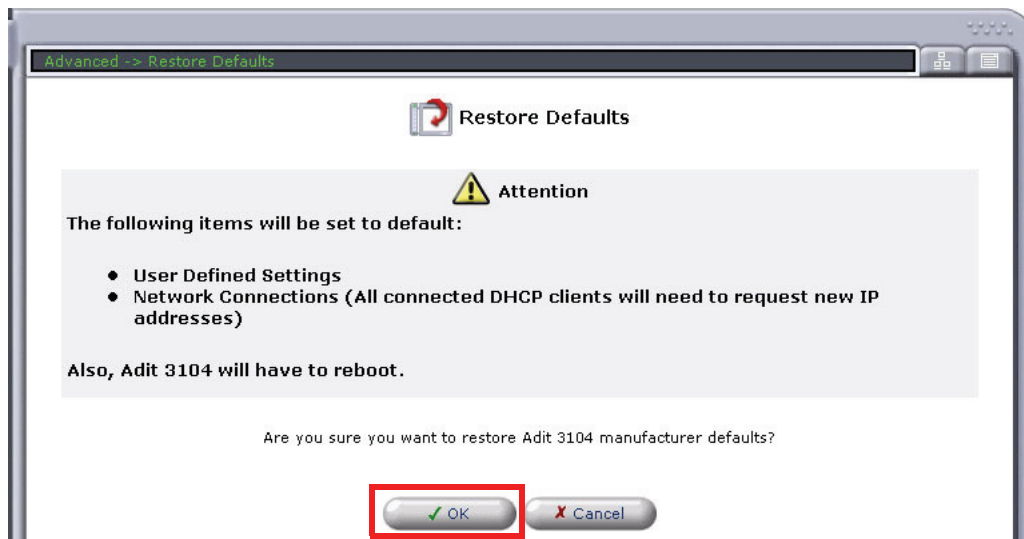 Advanced -> Restore Defaults
Restore Defaults
Attention
The following items will be set to default:
● User Defined Settings
● Network Connections (All connected DHCP clients will need to request new IP
addresses)
Also, Adit 3104 will have to reboot.
Are you sure you want to restore Adit 3104 manufacturer defaults?
OK
Cancel